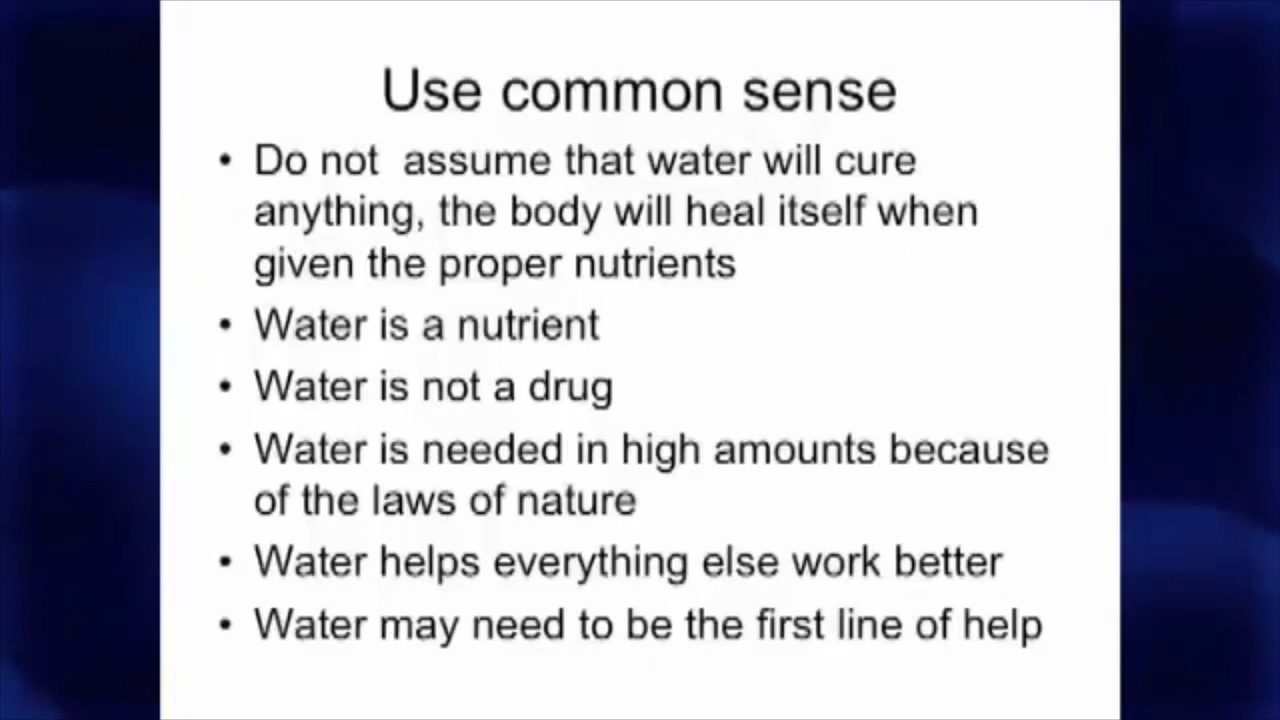 Use common sense
• Do not  assume that water will cure
anything, the body will heal itself when
given the proper nutrients
• Water is a nutrient
• Water is not a drug
• Water is needed in high amounts because
of the laws of nature
• Water helps everything else work better
• Water may need to be the first line of help